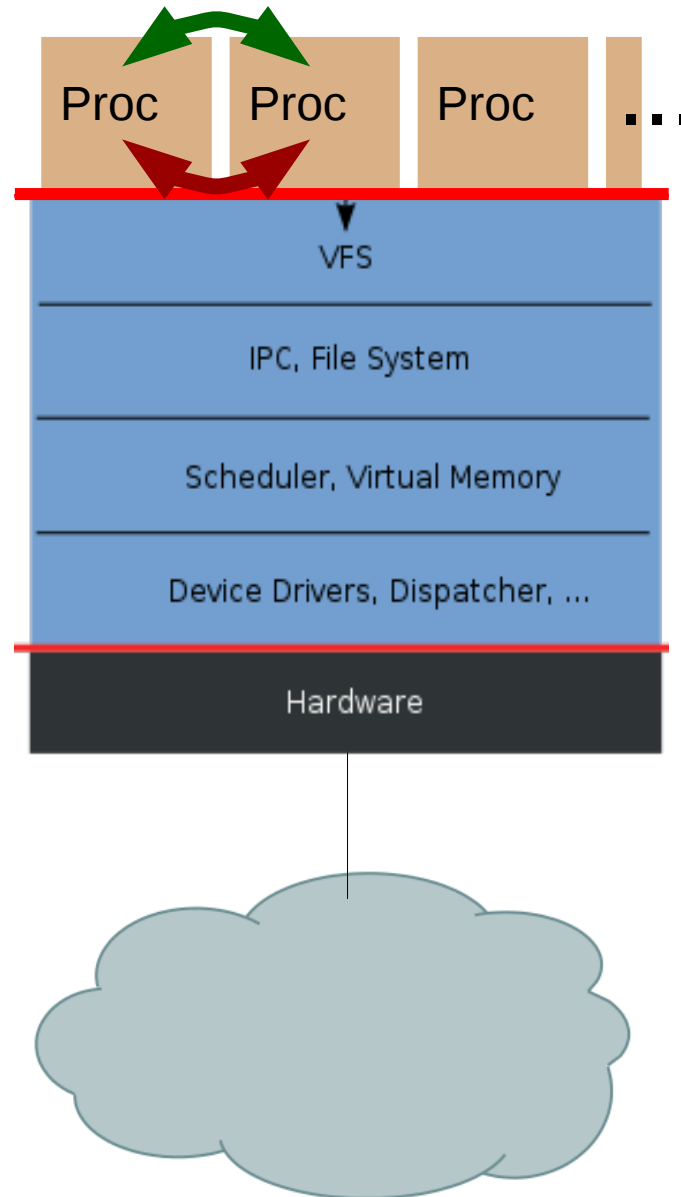 Proc Proc Proc ...
VFS
IPC, File System
Scheduler, Virtual Memory
Device Drivers, Dispatcher, ...
Hardware